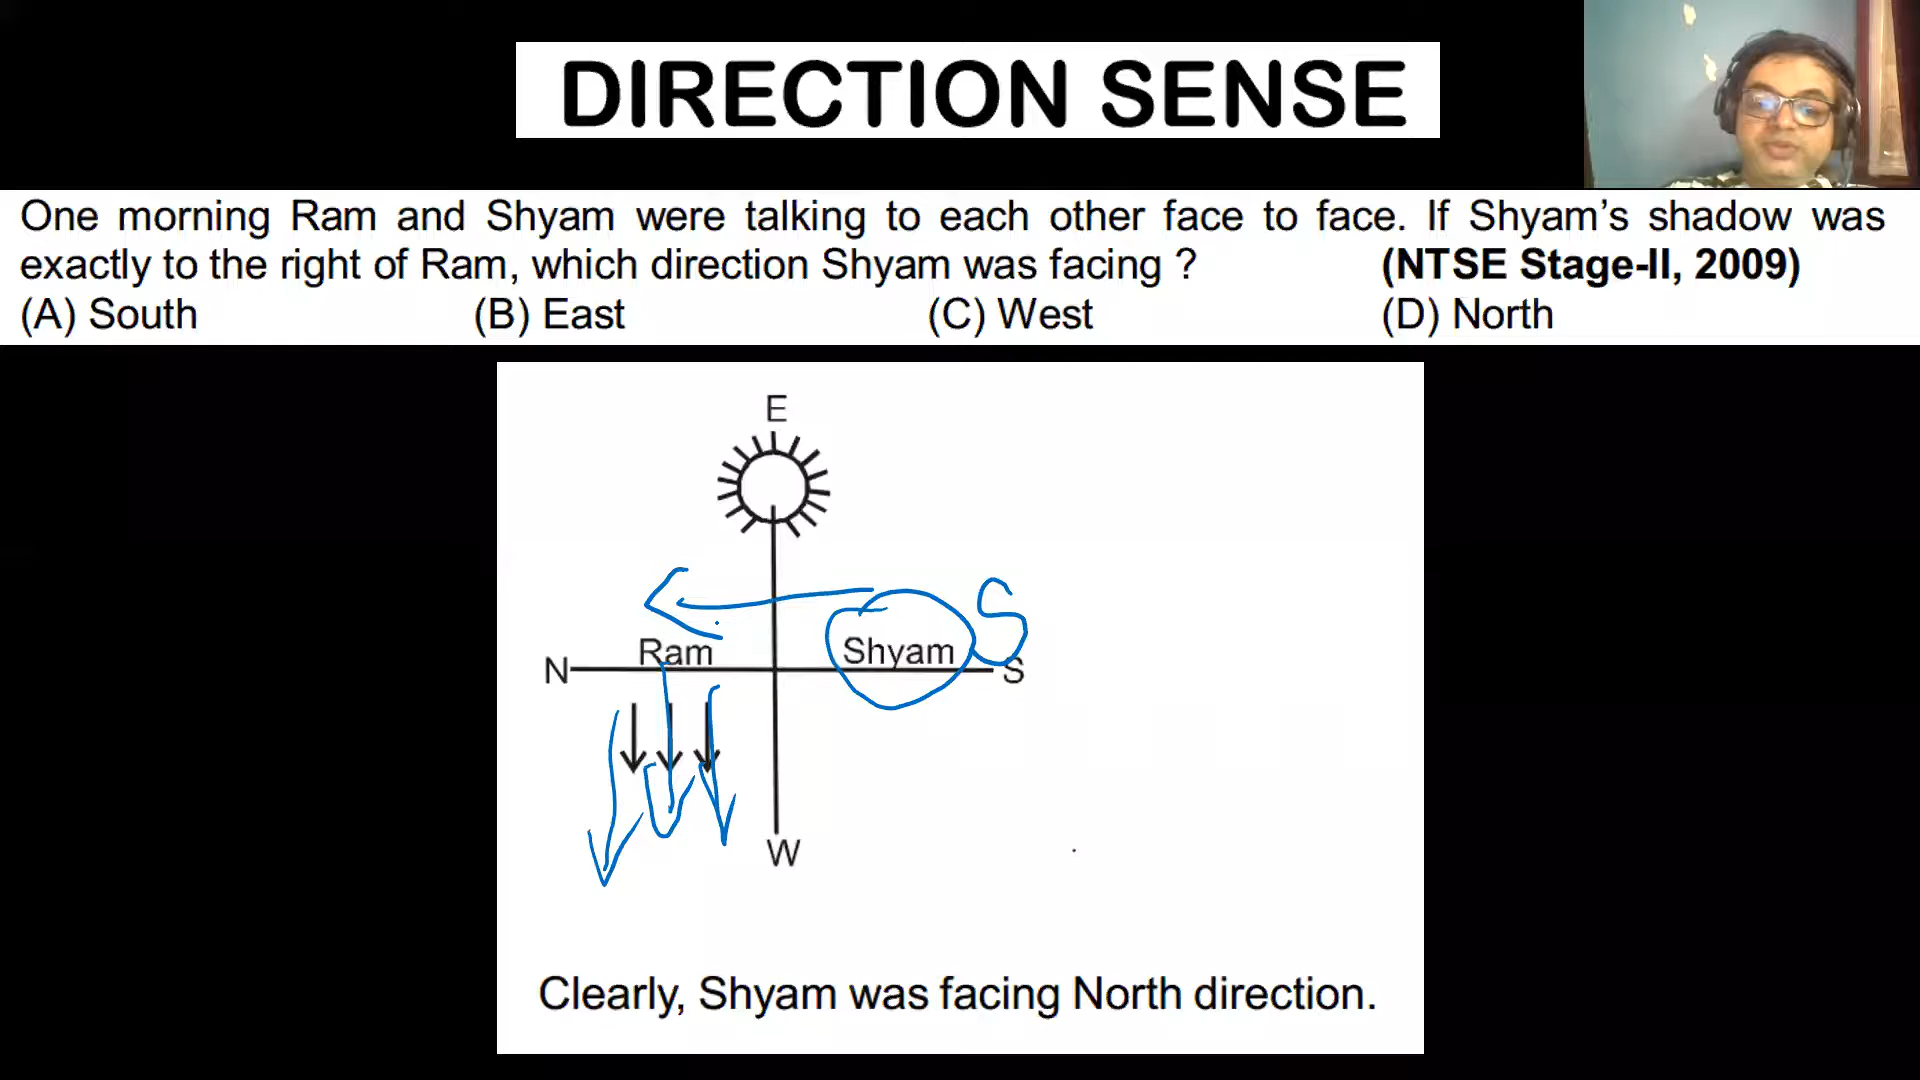 DIRECTION SENSE
One morning Ram and Shyam were talking to each other face to face. If Shyam’s shadow was
exactly to the right of Ram, which direction Shyam was facing ? (NTSE Stage-II, 2009)
(A) South (B) East (C) West (D) North
E
S
Ram Shyam
N S
W
Clearly, Shyam was facing North direction.